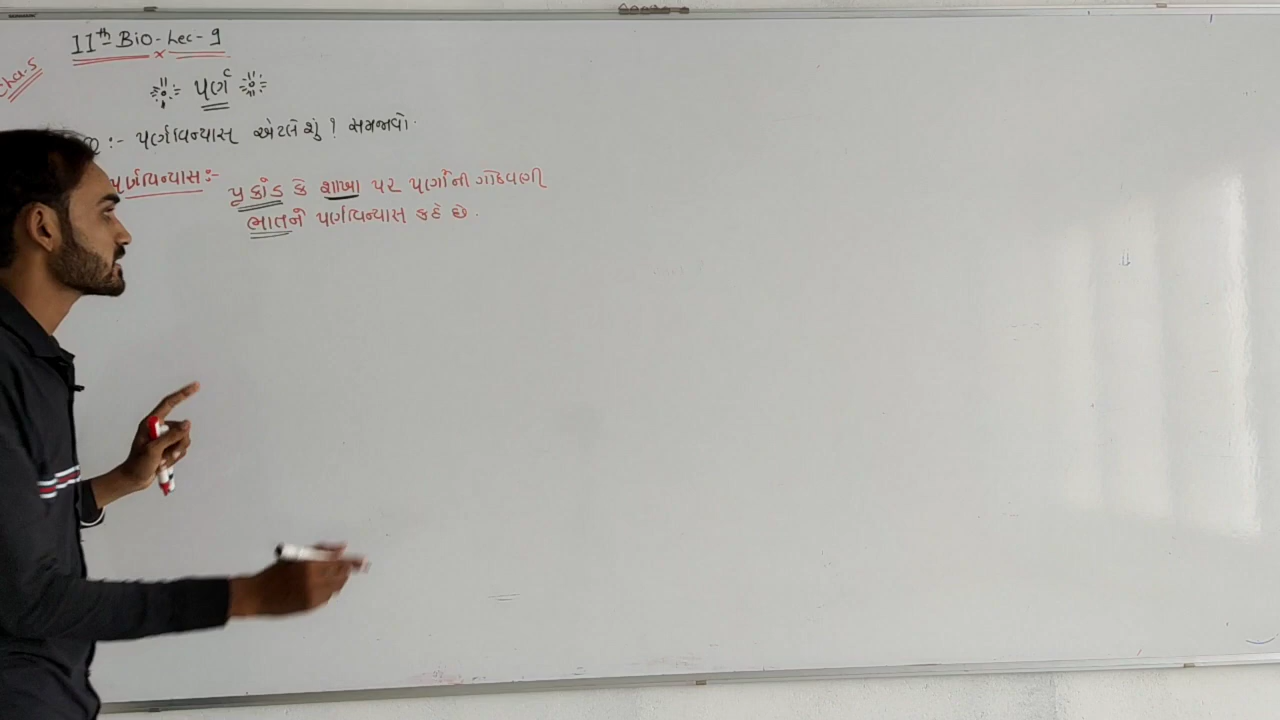 11th Bio - Lec - 9
Cha.5
પર્ણ
Q :- પર્ણવિન્યાસ એટલે શું ? સમજાવો.
પર્ણવિન્યાસ :- પ્રકાંડ કે શાખા પર પર્ણોની ગોઠવણી
ભાતને પર્ણવિન્યાસ કહે છે.